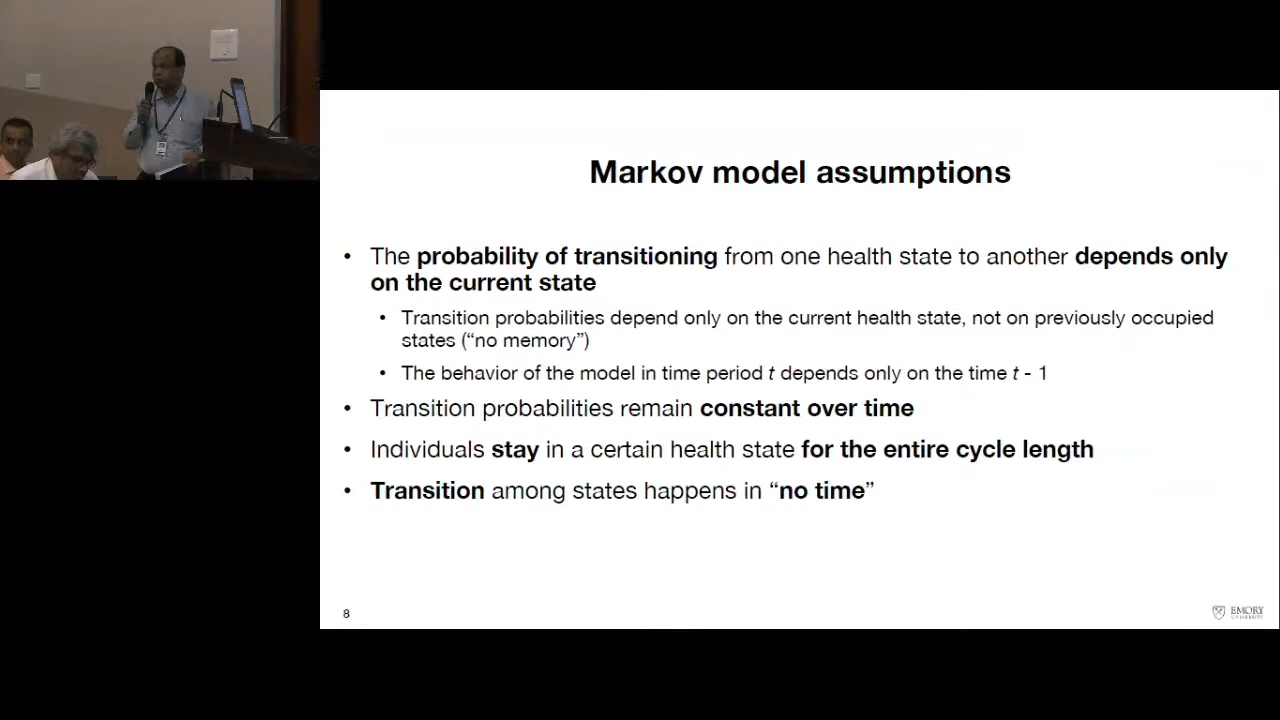 Markov model assumptions
• The probability of transitioning from one health state to another depends only
on the current state
• Transition probabilities depend only on the current health state, not on previously occupied
states (“no memory”)
• The behavior of the model in time period t depends only on the time t - 1
• Transition probabilities remain constant over time
• Individuals stay in a certain health state for the entire cycle length
• Transition among states happens in “no time”
8
EMORY
UNIVERSITY